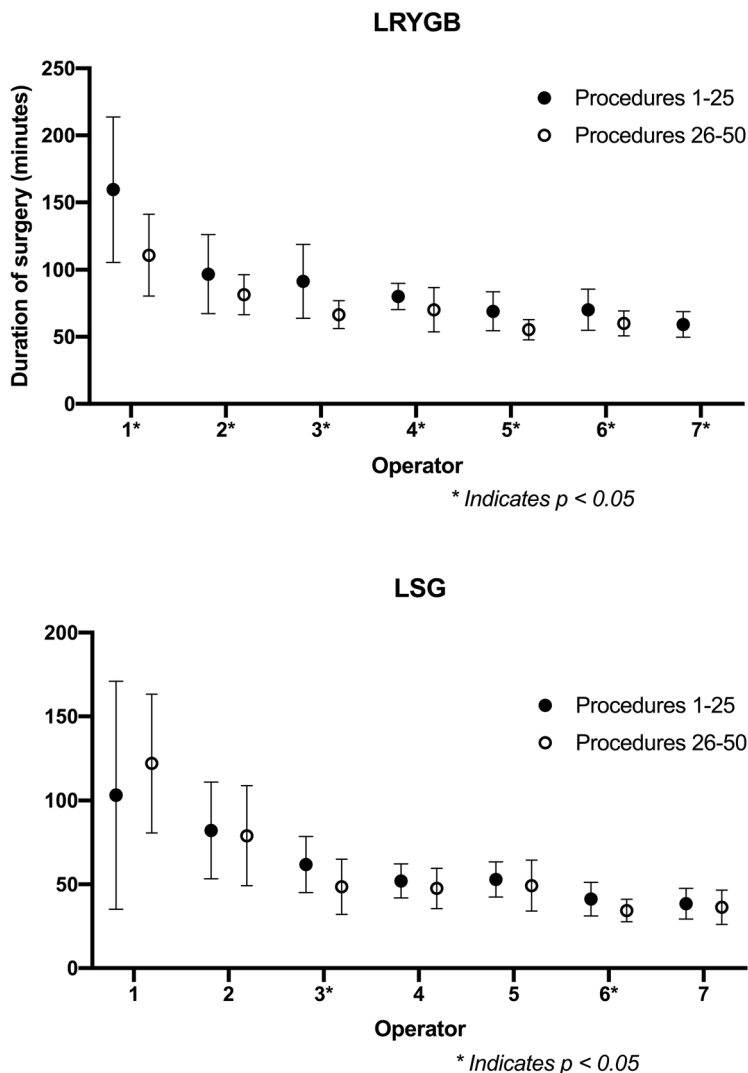 LRYGB
250
200
150
100
50
0
Duration of surgery (minutes)
Procedures 1-25
Procedures 26-50
1* 2* 3* 4* 5* 6* 7*
Operator
* Indicates p < 0.05
LSG
200
150
100
50
0
Procedures 1-25
Procedures 26-50
1 2 3* 4 5 6* 7
Operator
* Indicates p < 0.05